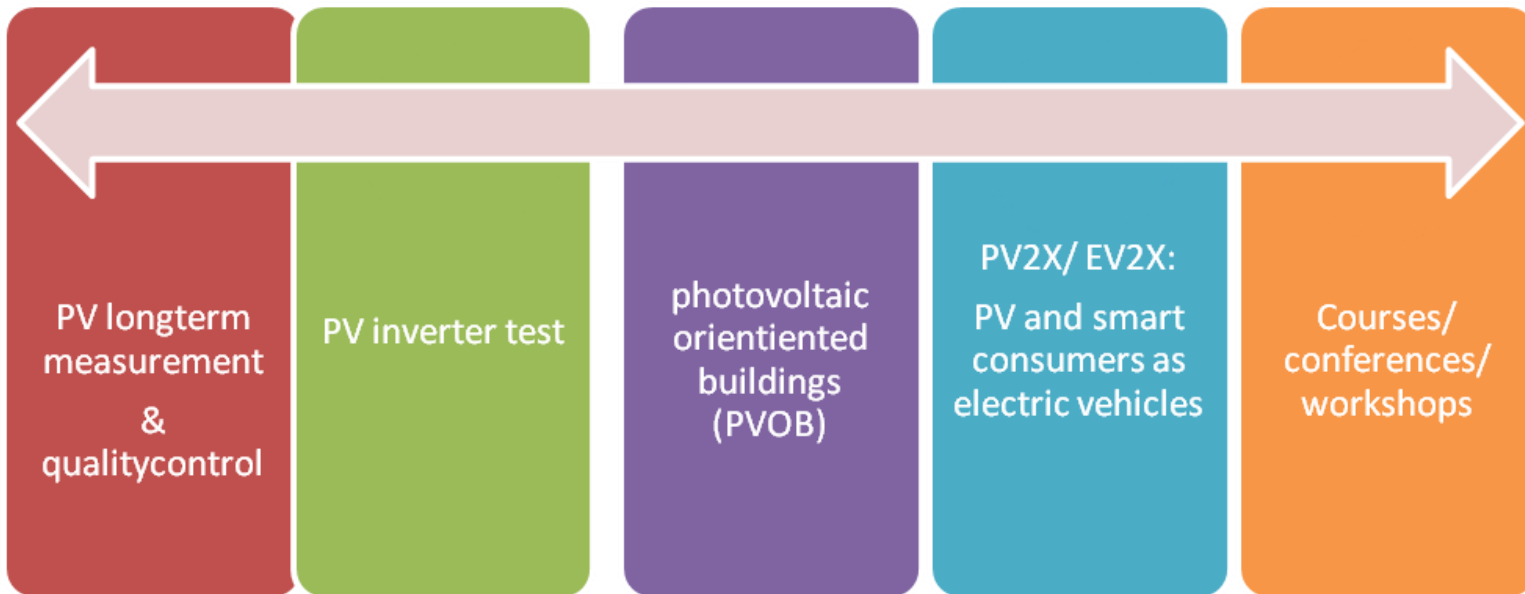 PV longterm
measurement
&
qualitycontrol
PV inverter test
photovoltaic
orientiented
buildings
(PVOB)
PV2X/ EV2X:
PV and smart
consumers as
electric vehicles
Courses/
conferences/
workshops